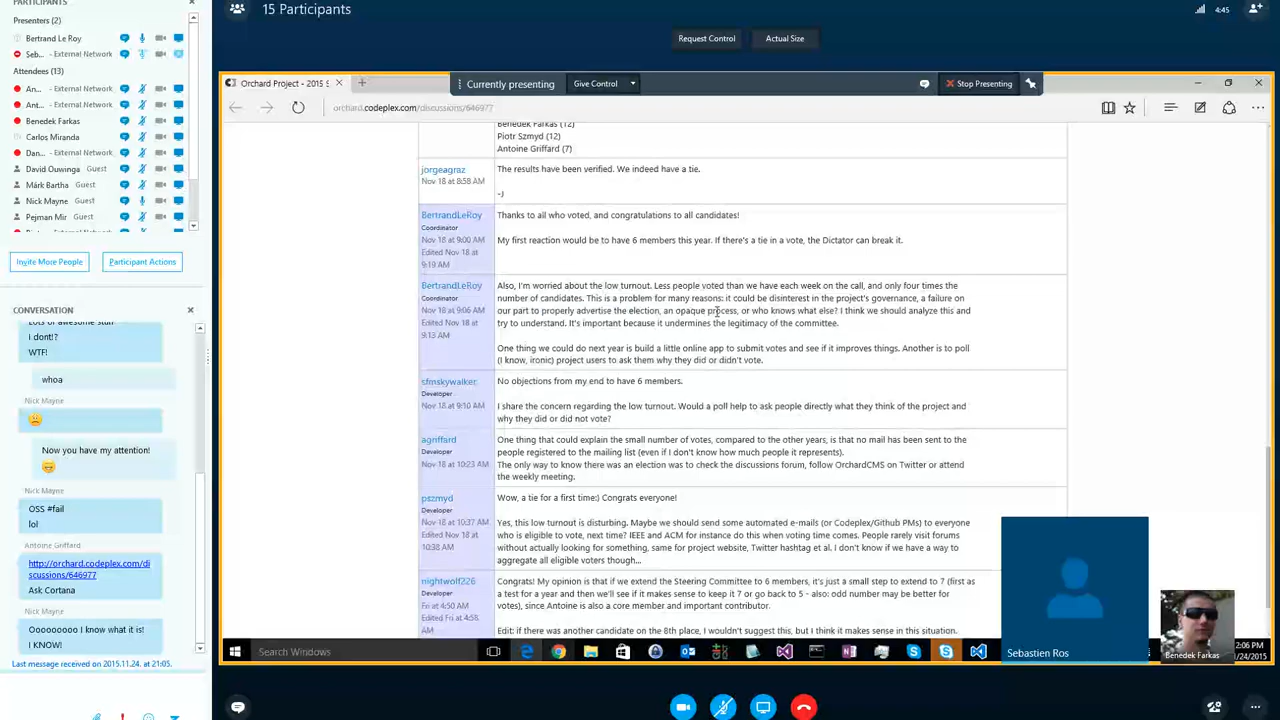 PARTICIPANTS
Presenters (2)
Bertrand Le Roy
Seb... - External Network
Attendees (13)
An... - External Network
Ant... - External Network
Benedek Farkas
Carlos Miranda
Dan... - External Network
David Ouwinga Guest
Márk Bartha Guest
Nick Mayne Guest
Pejman Mir Guest
Invite More People
Participant Actions
CONVERSATION
I dont!?
WTF!
whoa
Nick Mayne
Now you have my attention!
Nick Mayne
OSS #fail
lol
Antoine Griffard
http://orchard.codeplex.com/di
scussions/646977
Ask Cortana
Nick Mayne
Ooooooooo I know what it is!
I KNOW!
Last message received on 2015.11.24. at 21:05.
15 Participants
4:45
Request Control
Actual Size
Orchard Project - 2015 S
Currently presenting
Give Control
Stop Presenting
orchard.codeplex.com/discussions/646977
Benedek Farkas (12)
Piotr Szmyd (12)
Antoine Griffard (7)
jorgeagraz
Nov 18 at 8:58 AM
The results have been verified. We indeed have a tie.
-)
BertrandLeRoy
Coordinator
Nov 18 at 9:00 AM
Edited Nov 18 at
9:19 AM
Thanks to all who voted, and congratulations to all candidates!
My first reaction would be to have 6 members this year. If there's a tie in a vote, the Dictator can break it.
BertrandLeRoy
Coordinator
Nov 18 at 9:06 AM
Edited Nov 18 at
9:13 AM
Also, I'm worried about the low turnout. Less people voted than we have each week on the call, and only four times the
number of candidates. This is a problem for many reasons: it could be disinterest in the project's governance, a failure on
our part to properly advertise the election, an opaque process, or who knows what else? I think we should analyze this and
try to understand. It's important because it undermines the legitimacy of the committee.
One thing we could do next year is build a little online app to submit votes and see if it improves things. Another is to poll
(I know, ironic) project users to ask them why they did or didn't vote.
sfmskywalker
Developer
Nov 18 at 9:10 AM
No objections from my end to have 6 members.
I share the concern regarding the low turnout. Would a poll help to ask people directly what they think of the project and
why they did or did not vote?
agriffard
Developer
Nov 18 at 10:23 AM
One thing that could explain the small number of votes, compared to the other years, is that no mail has been sent to the
people registered to the mailing list (even if I don't know how much people it represents).
The only way to know there was an election was to check the discussions forum, follow OrchardCMS on Twitter or attend
the weekly meeting.
pszmyd
Developer
Nov 18 at 10:37 AM
Edited Nov 18 at
10:38 AM
Wow, a tie for a first time:) Congrats everyone!
Yes, this low turnout is disturbing. Maybe we should send some automated e-mails (or Codeplex/Github PMs) to everyone
who is eligible to vote, next time? IEEE and ACM for instance do this when voting time comes. People rarely visit forums
without actually looking for something, same for project website, Twitter hashtag et al. I don't know if we have a way to
aggregate all eligible voters though...
nightwolf226
Developer
Fri at 4:50 AM
Edited Fri at 4:58
AM
Congrats! My opinion is that if we extend the Steering Committee to 6 members, it's just a small step to extend to 7 (first as
a test for a year and then we'll see if it makes sense to keep it 7 or go back to 5 - also: odd number may be better for
votes), since Antoine is also a core member and important contributor.
Edit: if there was another candidate on the 8th place, I wouldn't suggest this, but I think it makes sense in this situation.
Search Windows
Sebastien Ros
Benedek Farkas
2:06 PM
/24/2015